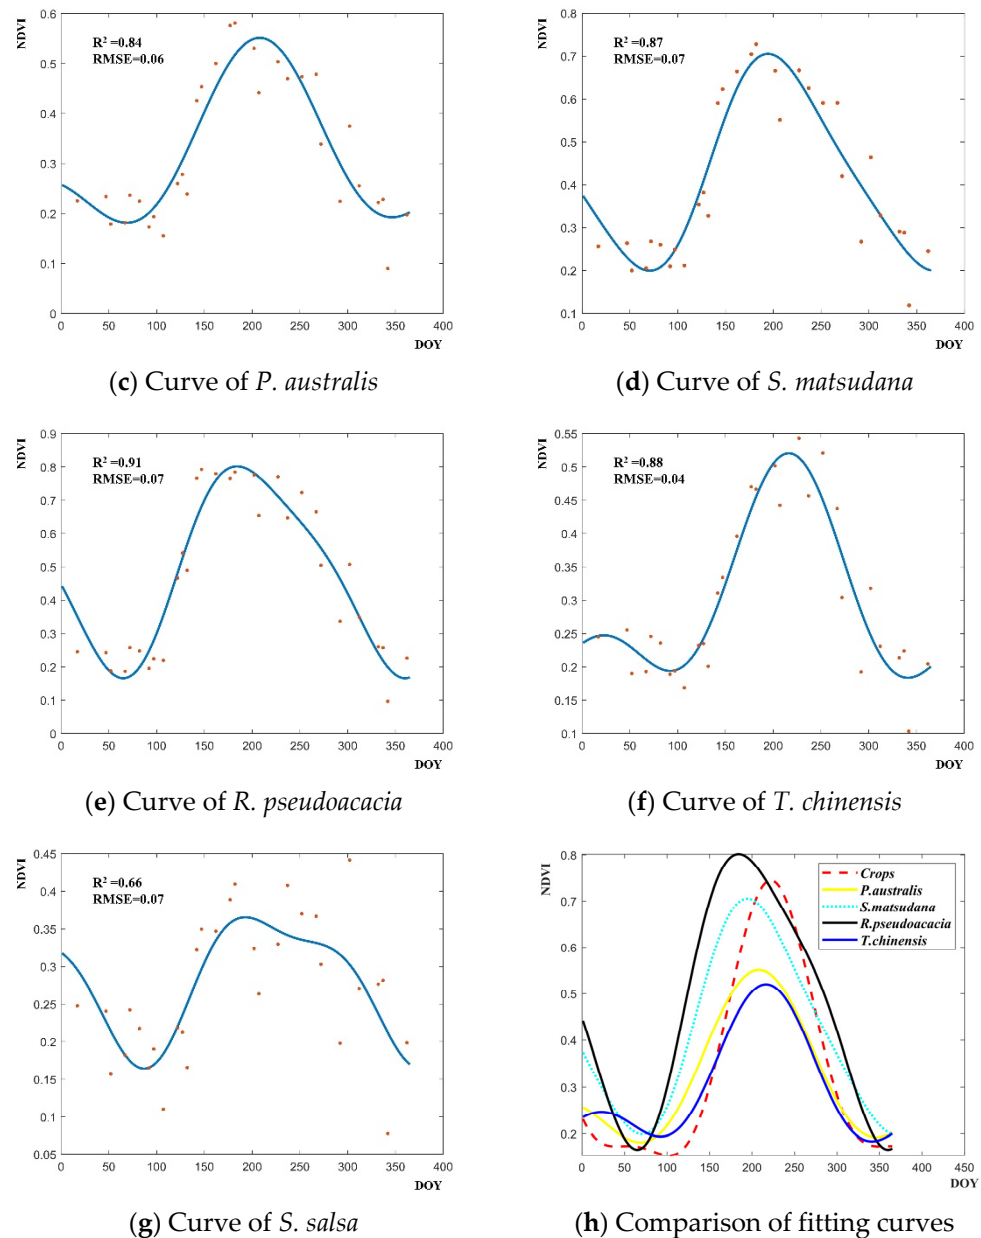 NDVI
R² =0.84
RMSE=0.06
0.6
0.5
0.4
0.3
0.2
0.1
0
0 50 100 150 200 250 300 350 400
DOY
(c) Curve of P. australis
NDVI
R² =0.87
RMSE=0.07
0.8
0.7
0.6
0.5
0.4
0.3
0.2
0.1
0 50 100 150 200 250 300 350 400
DOY
(d) Curve of S. matsudana
NDVI
R² =0.91
RMSE=0.07
0.9
0.8
0.7
0.6
0.5
0.4
0.3
0.2
0.1
0
0 50 100 150 200 250 300 350 400
DOY
(e) Curve of R. pseudoacacia
NDVI
R² =0.88
RMSE=0.04
0.55
0.5
0.45
0.4
0.35
0.3
0.25
0.2
0.15
0.1
0 50 100 150 200 250 300 350 400
DOY
(f) Curve of T. chinensis
NDVI
R² =0.66
RMSE=0.07
0.45
0.4
0.35
0.3
0.25
0.2
0.15
0.1
0.05
0 50 100 150 200 250 300 350 400
DOY
(g) Curve of S. salsa
NDVI
0.8
0.7
0.6
0.5
0.4
0.3
0.2
Crops
P.australis
S.matsudana
R.pseudoacacia
T.chinensis
0 50 100 150 200 250 300 350 400 450
DOY
(h) Comparison of fitting curves